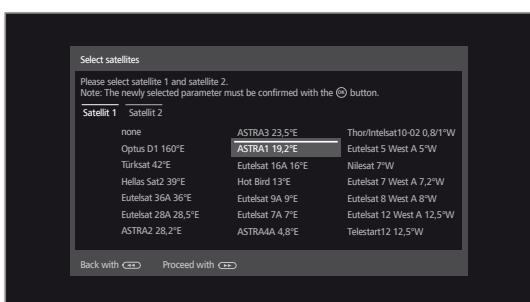 Select satellites
Please select satellite 1 and satellite 2.
Note: The newly selected parameter must be confirmed with the OK button.
Satellit 1 Satellit 2
none ASTRA3 23,5°E Thor/Intelsat10-02 0,8/1°W
Optus D1 160°E ASTRA1 19,2°E Eutelsat 5 West A 5°W
Türksat 42°E Eutelsat 16A 16°E Nilesat 7°W
Hellas Sat2 39°E Hot Bird 13°E Eutelsat 7 West A 7,2°W
Eutelsat 36A 36°E Eutelsat 9A 9°E Eutelsat 8 West A 8°W
Eutelsat 28A 28,5°E Eutelsat 7A 7°E Eutelsat 12 West A 12,5°W
ASTRA2 28,2°E ASTRA4A 4,8°E Telestart12 12,5°W
Back with Proceed with